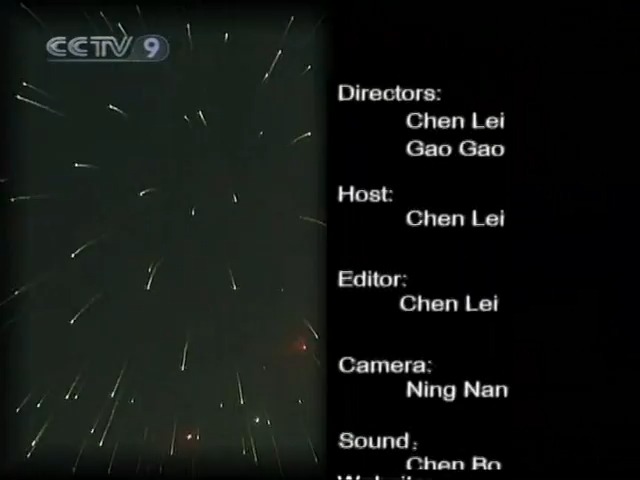 CCTV 9
Directors:
Chen Lei
Gao Gao
Host:
Chen Lei
Editor:
Chen Lei
Camera:
Ning Nan
Sound:
Chen Bo